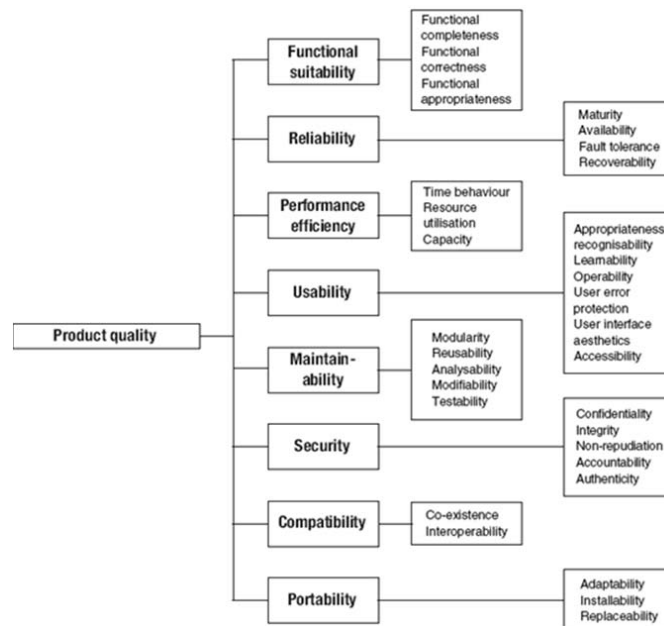 Functional
suitability
Functional
completeness
Functional
correctness
Functional
appropriateness
Reliability
Maturity
Availability
Fault tolerance
Recoverability
Performance
efficiency
Time behaviour
Resource
utilisation
Capacity
Usability
Appropriateness
recognisability
Learnability
Operability
User error
protection
User interface
aesthetics
Accessibility
Product quality
Maintain-
ability
Modularity
Reusability
Analysability
Modifiability
Testability
Security
Confidentiality
Integrity
Non-repudiation
Accountability
Authenticity
Compatibility
Co-existence
Interoperability
Portability
Adaptability
Installability
Replaceability